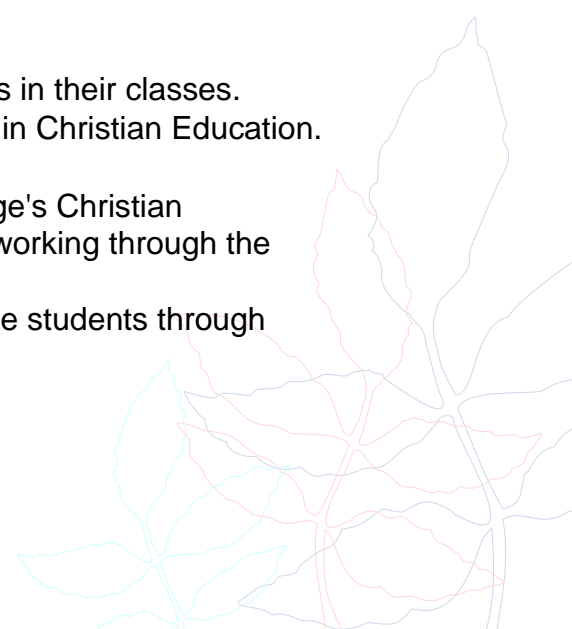 s in their classes.
in Christian Education.
ge's Christian
working through the
e students through